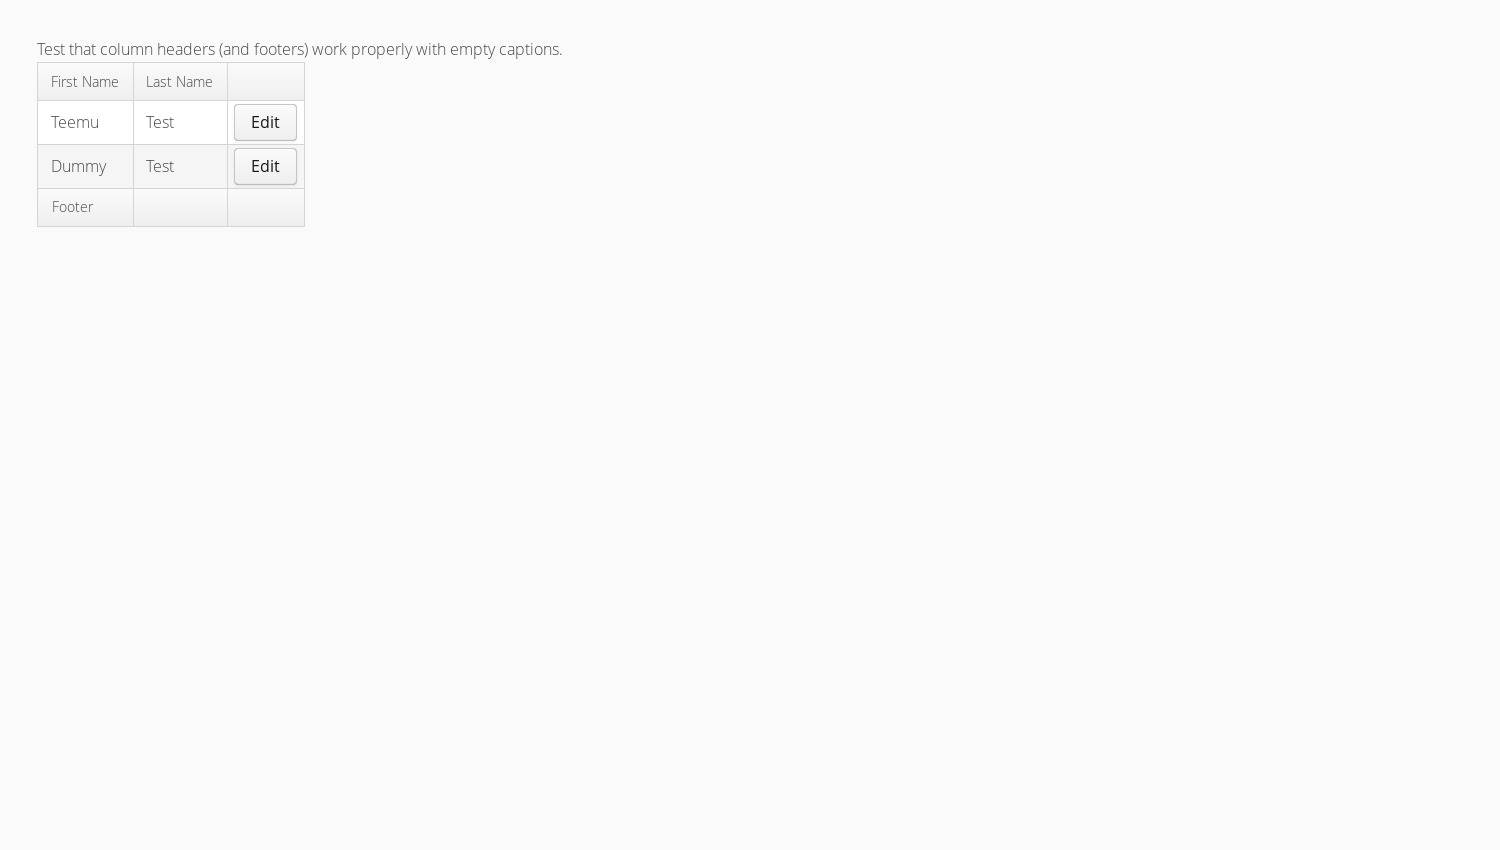 Test that column headers (and footers) work properly with empty captions.
First Name Last Name
Teemu Test Edit
Dummy Test Edit
Footer